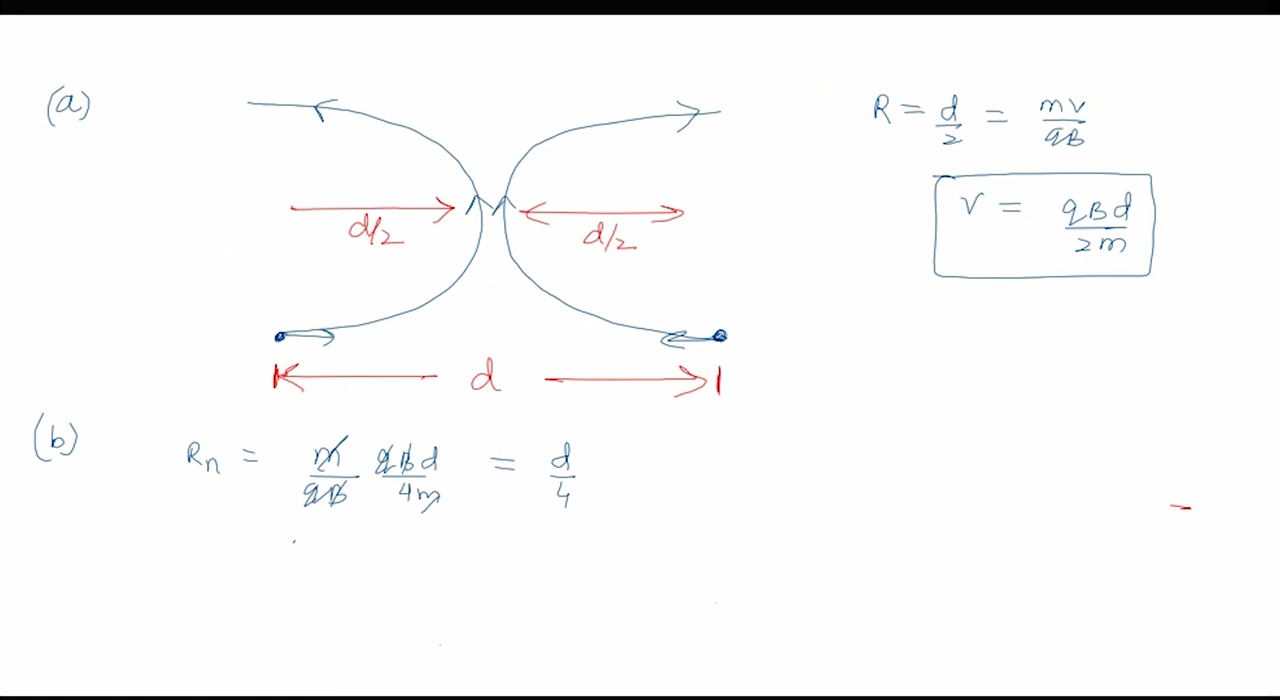 (a)
R = d/2 = mv/qB
v = qBd/2m
d/2 d/2
d
(b)
Rn = m/qB qBd/4m = d/4